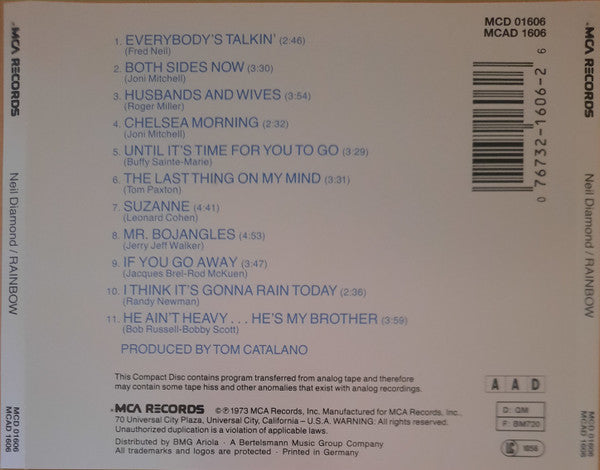 MCA RECORDS
Neil Diamond / RAINBOW
MCD 01606
MCAD 1606
MCD 01606
MCAD 1606
1. EVERYBODY'S TALKIN' (2:46)
(Fred Neil)
2. BOTH SIDES NOW (3:30)
(Joni Mitchell)
3. HUSBANDS AND WIVES (3:54)
(Roger Miller)
4. CHELSEA MORNING (2:32)
(Joni Mitchell)
5. UNTIL IT'S TIME FOR YOU TO GO (3:29)
(Buffy Sainte-Marie)
6. THE LAST THING ON MY MIND (3:31)
(Tom Paxton)
7. SUZANNE (4:41)
(Leonard Cohen)
8. MR. BOJANGLES (4:53)
(Jerry Jeff Walker)
9. IF YOU GO AWAY (3:47)
(Jacques Brel-Rod McKuen)
10. I THINK IT'S GONNA RAIN TODAY (2:36)
(Randy Newman)
11. HE AIN'T HEAVY . . . HE'S MY BROTHER (3:59)
(Bob Russell-Bobby Scott)
PRODUCED BY TOM CATALANO
0 76732-1606-2 6
This Compact Disc contains program transferred from analog tape and therefore
may contain some tape hiss and other anomalies that exist with analog recordings.
A A D
MCA RECORDS ©℗ 1973 MCA Records, Inc. Manufactured for MCA Records, Inc.
70 Universal City Plaza, Universal City, California – U.S.A. WARNING: All rights reserved.
Unauthorized duplication is a violation of applicable laws.
Distributed by BMG Ariola · A Bertelsmann Music Group Company
All trademarks and logos are protected · Printed in Germany
D: GM
F: BM720
MCA RECORDS
Neil Diamond / RAINBOW
MCD 01606
MCAD 1606